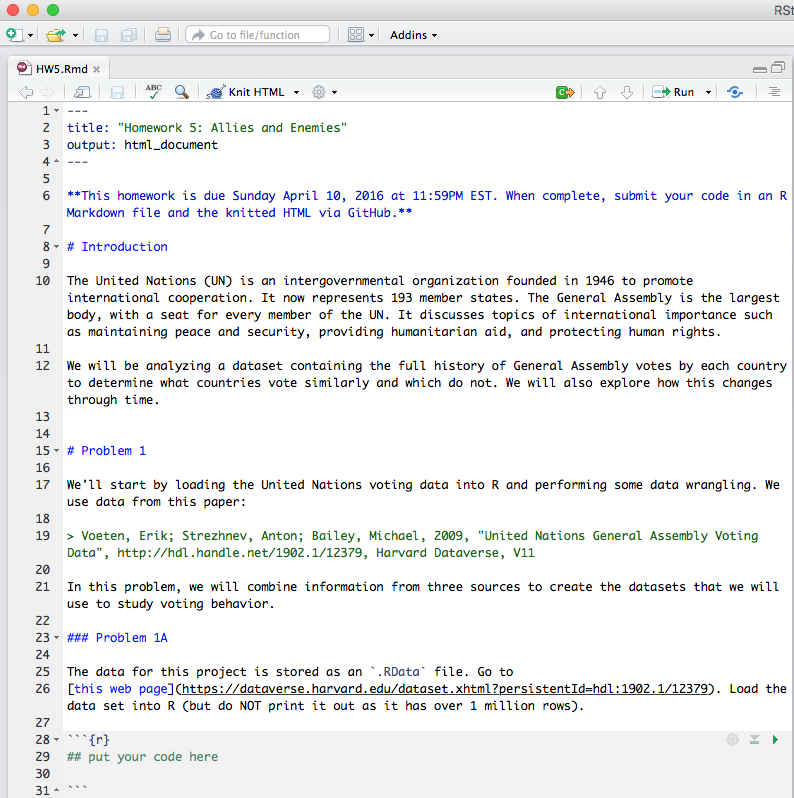 RSt
Go to file/function
Addins
HW5.Rmd
ABC
Knit HTML
C
Run
1 ---
2 title: "Homework 5: Allies and Enemies"
3 output: html_document
4 ---
5
6 **This homework is due Sunday April 10, 2016 at 11:59PM EST. When complete, submit your code in an R
Markdown file and the knitted HTML via GitHub.**
7
8 # Introduction
9
10 The United Nations (UN) is an intergovernmental organization founded in 1946 to promote
international cooperation. It now represents 193 member states. The General Assembly is the largest
body, with a seat for every member of the UN. It discusses topics of international importance such
as maintaining peace and security, providing humanitarian aid, and protecting human rights.
11
12 We will be analyzing a dataset containing the full history of General Assembly votes by each country
to determine what countries vote similarly and which do not. We will also explore how this changes
through time.
13
14
15 # Problem 1
16
17 We'll start by loading the United Nations voting data into R and performing some data wrangling. We
use data from this paper:
18
19 > Voeten, Erik; Strezhnev, Anton; Bailey, Michael, 2009, "United Nations General Assembly Voting
Data", http://hdl.handle.net/1902.1/12379, Harvard Dataverse, V11
20
21 In this problem, we will combine information from three sources to create the datasets that we will
use to study voting behavior.
22
23 ### Problem 1A
24
25 The data for this project is stored as an `.RData` file. Go to
26 [this web page](https://dataverse.harvard.edu/dataset.xhtml?persistentId=hdl:1902.1/12379). Load the
data set into R (but do NOT print it out as it has over 1 million rows).
27
28 ```{r}
29 ## put your code here
30
31 ```